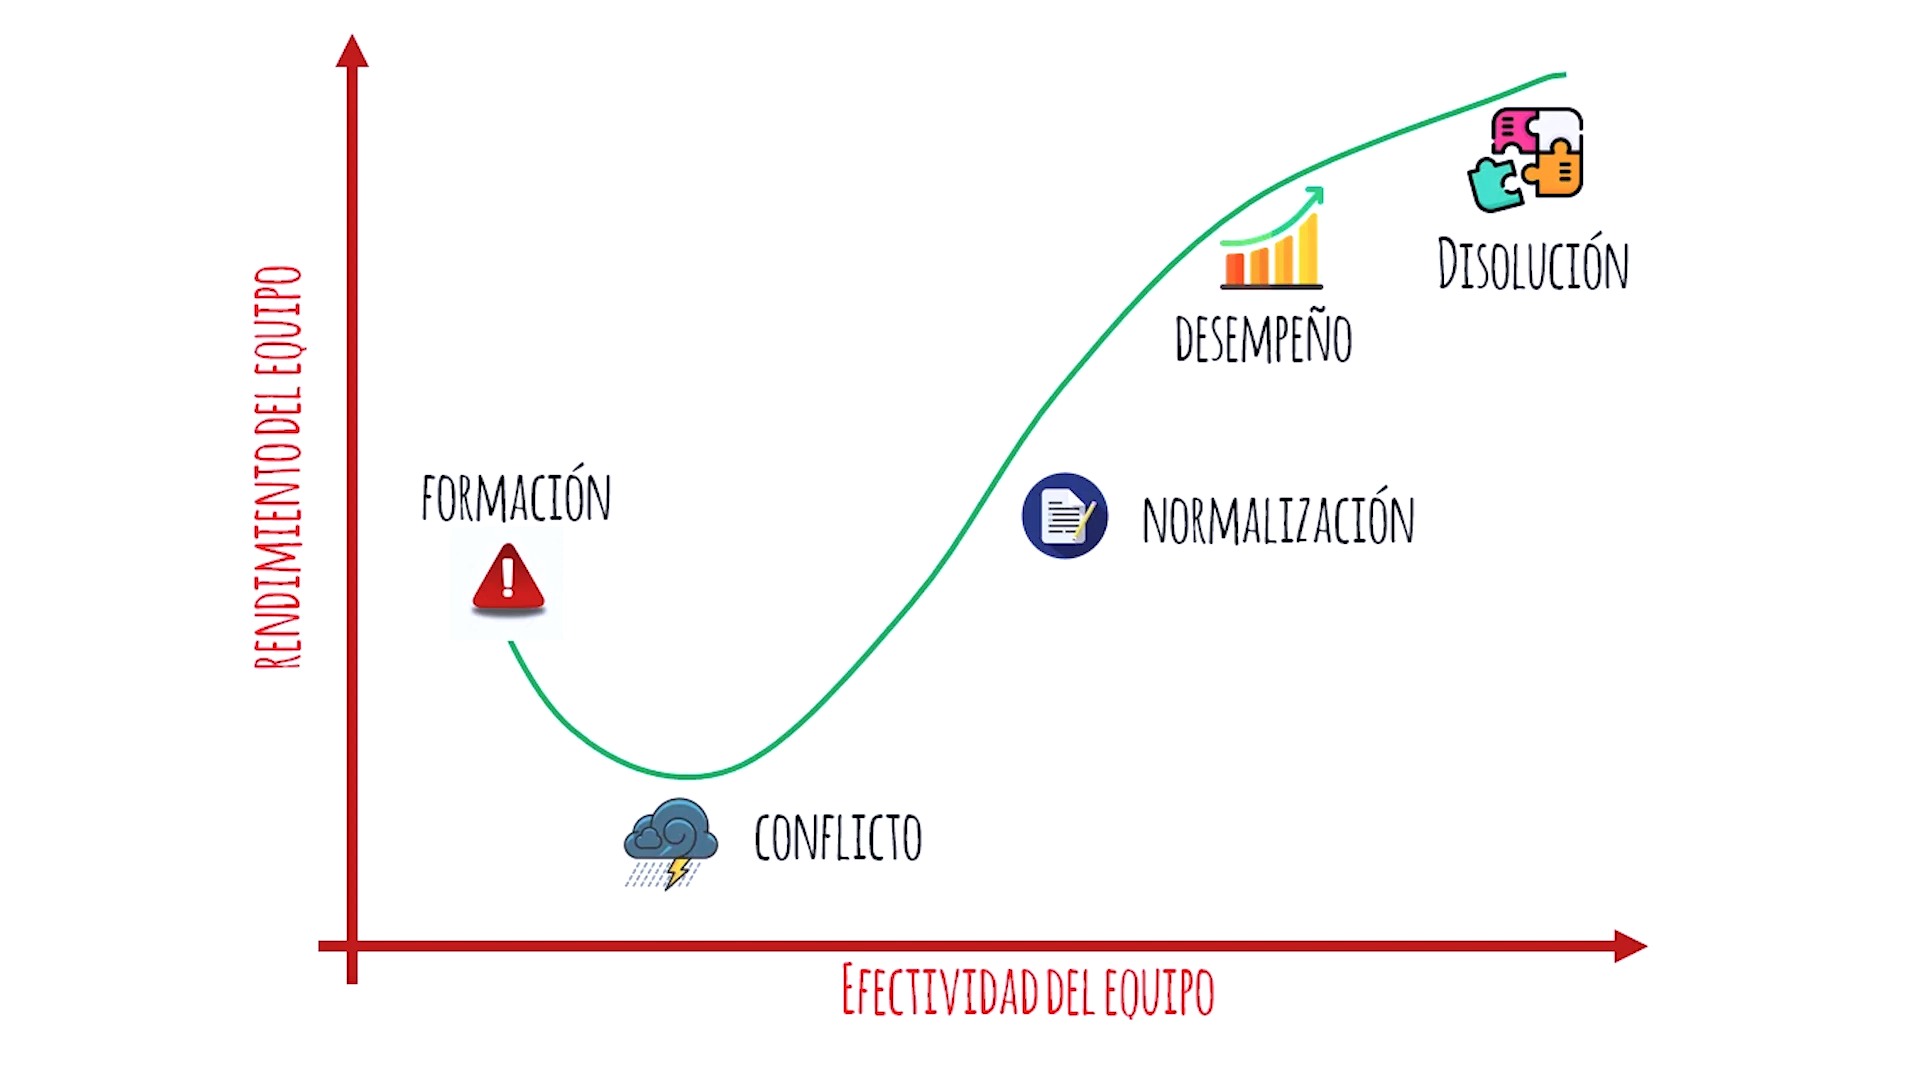 RENDIMIENTO DEL EQUIPO
FORMACIÓN
CONFLICTO
NORMALIZACIÓN
DESEMPEÑO
DISOLUCIÓN
EFECTIVIDAD DEL EQUIPO